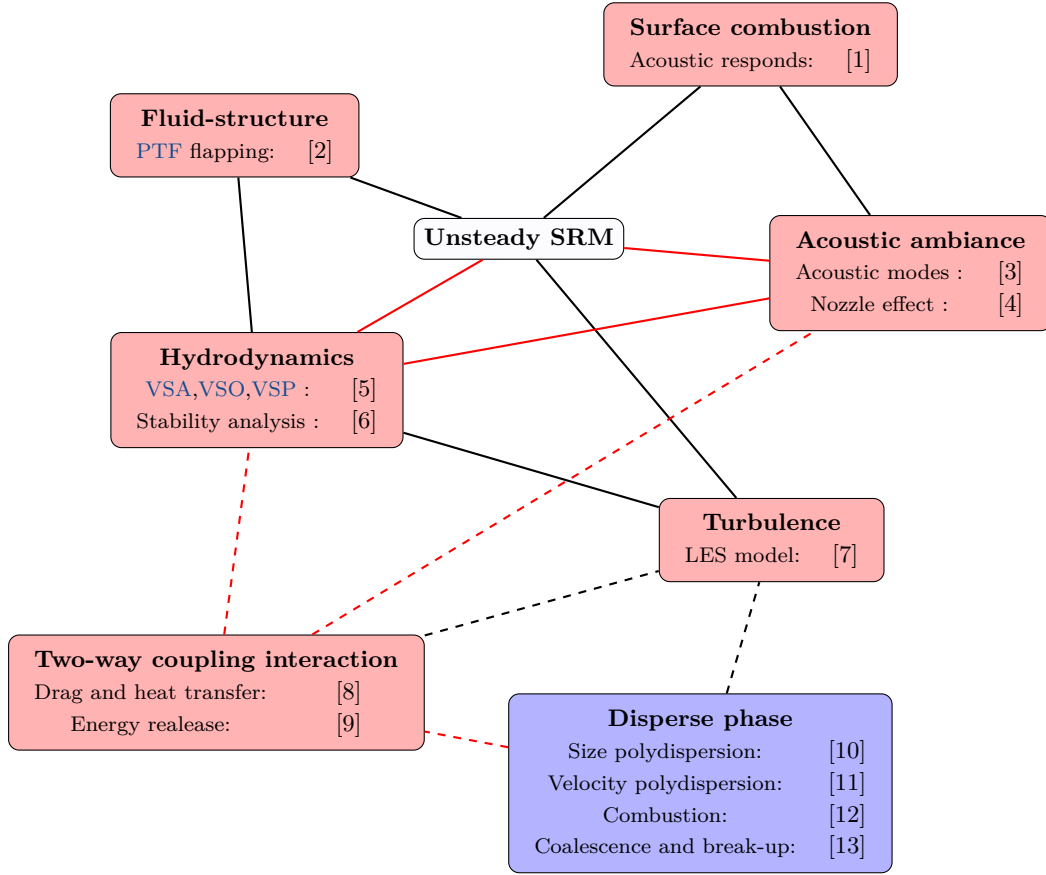 Surface combustion
Acoustic responds: [1]
Fluid-structure
PTF flapping: [2]
Unsteady SRM
Acoustic ambiance
Acoustic modes : [3]
Nozzle effect : [4]
Hydrodynamics
VSA,VSO,VSP : [5]
Stability analysis : [6]
Turbulence
LES model: [7]
Two-way coupling interaction
Drag and heat transfer: [8]
Energy realease: [9]
Disperse phase
Size polydispersion: [10]
Velocity polydispersion: [11]
Combustion: [12]
Coalescence and break-up: [13]